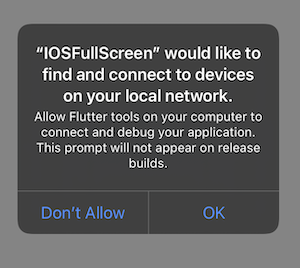 “IOSFullScreen” would like to
find and connect to devices
on your local network.
Allow Flutter tools on your computer to
connect and debug your application.
This prompt will not appear on release
builds.
Don’t Allow
OK